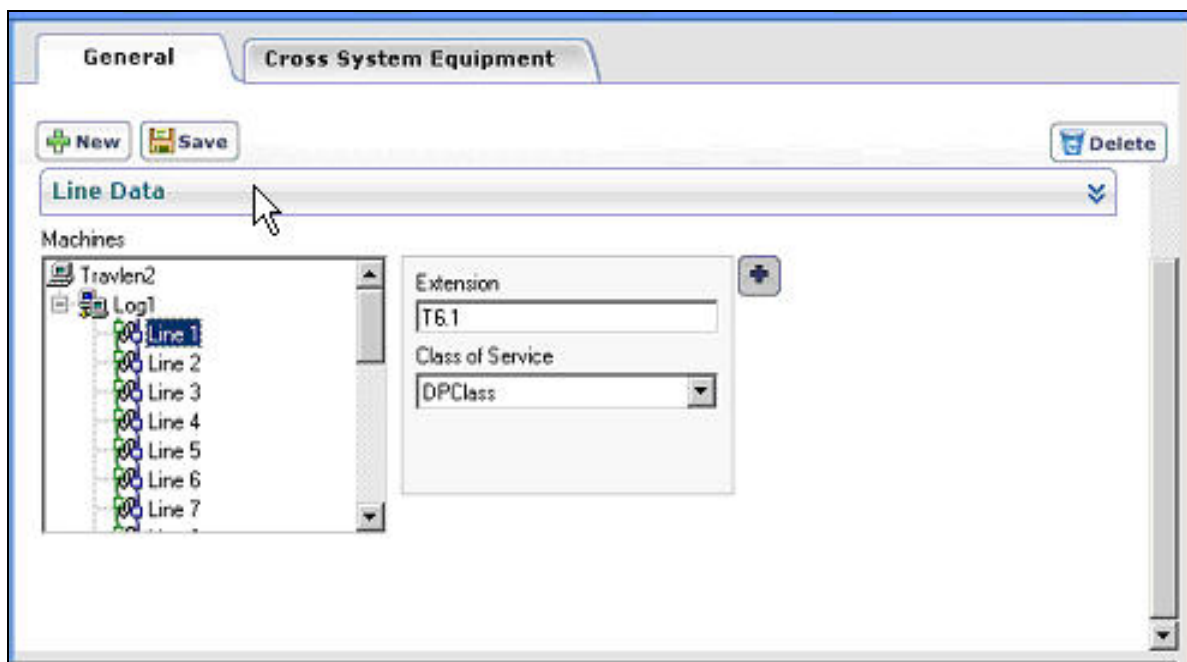 General
Cross System Equipment
New
Save
Delete
Line Data
Machines
Travlen2
Log1
Line 1
Line 2
Line 3
Line 4
Line 5
Line 6
Line 7
Extension
T6.1
Class of Service
DPClass